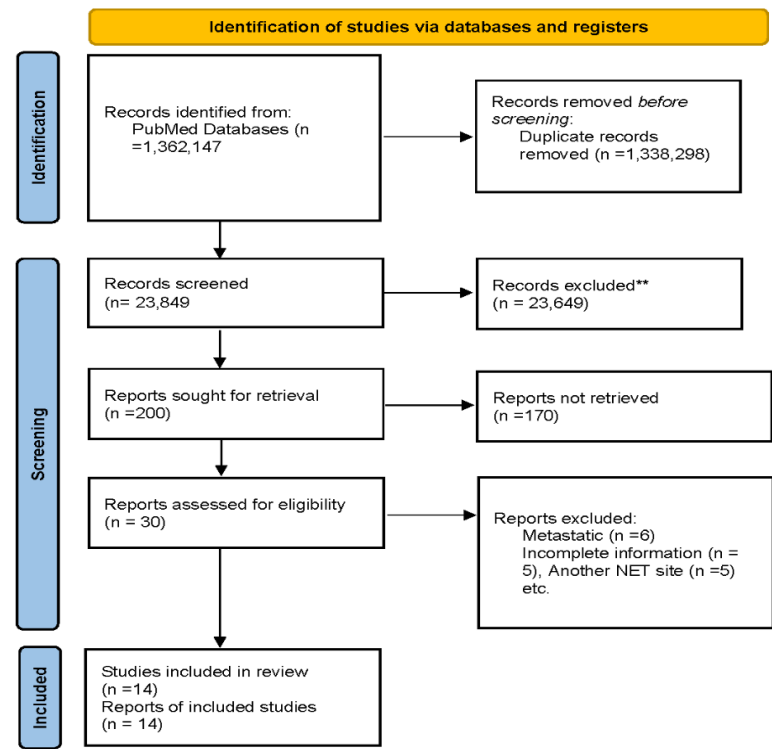 Identification of studies via databases and registers
Identification
Records identified from:
PubMed Databases (n
=1,362,147
Records removed before
screening:
Duplicate records
removed (n =1,338,298)
Screening
Records screened
(n= 23,849
Records excluded**
(n = 23,649)
Reports sought for retrieval
(n =200)
Reports not retrieved
(n =170)
Reports assessed for eligibility
(n = 30)
Reports excluded:
Metastatic (n =6)
Incomplete information (n =
5), Another NET site (n =5)
etc.
Included
Studies included in review
(n =14)
Reports of included studies
(n = 14)